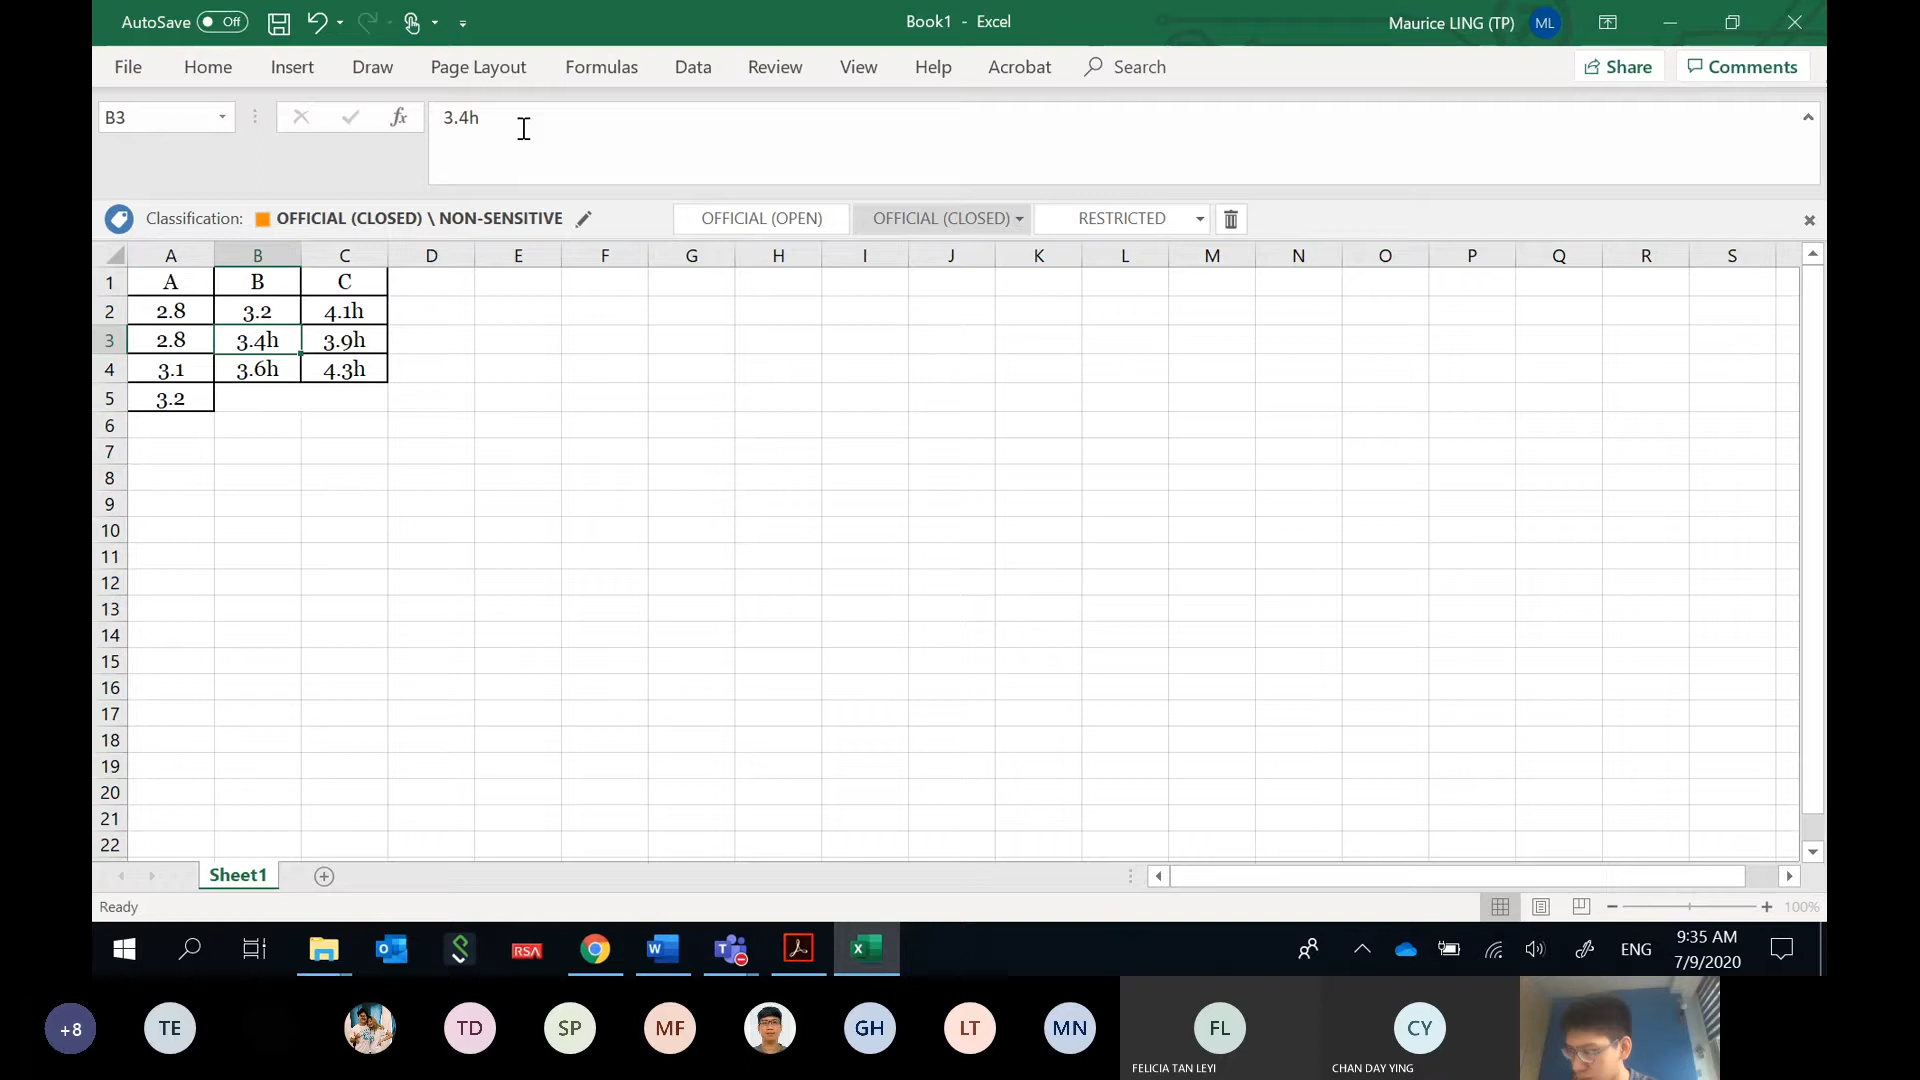 AutoSave Off
Book1 - Excel
Maurice LING (TP) ML
File Home Insert Draw Page Layout Formulas Data Review View Help Acrobat Search Share Comments
B3 fx 3.4h
Classification: OFFICIAL (CLOSED) \ NON-SENSITIVE OFFICIAL (OPEN) OFFICIAL (CLOSED) RESTRICTED
A B C D E F G H I J K L M N O P Q R S
1 A B C
2 2.8 3.2 4.1h
3 2.8 3.4h 3.9h
4 3.1 3.6h 4.3h
5 3.2
6
7
8
9
10
11
12
13
14
15
16
17
18
19
20
21
22
Sheet1
Ready 100%
RSA ENG 9:35 AM
7/9/2020
+8 TE TD SP MF GH LT MN FL CY
FELICIA TAN LEYI CHAN DAY YING